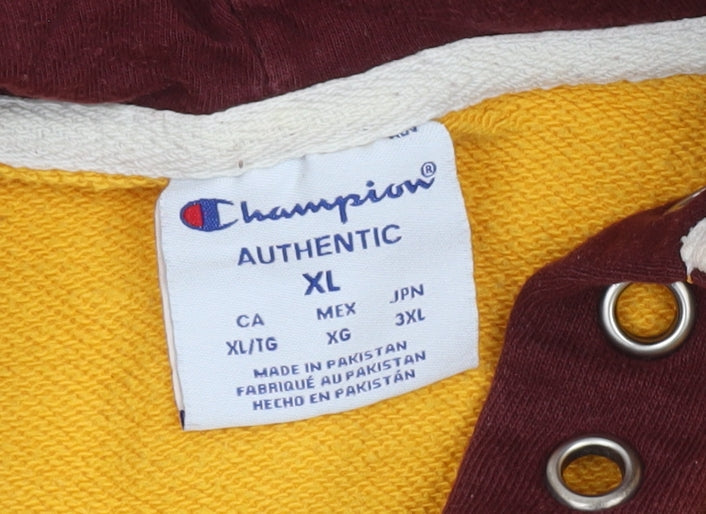 Champion®
AUTHENTIC
XL
CA MEX JPN
XL/TG XG 3XL
MADE IN PAKISTAN
FABRIQUÉ AU PAKISTAN
HECHO EN PAKISTÁN